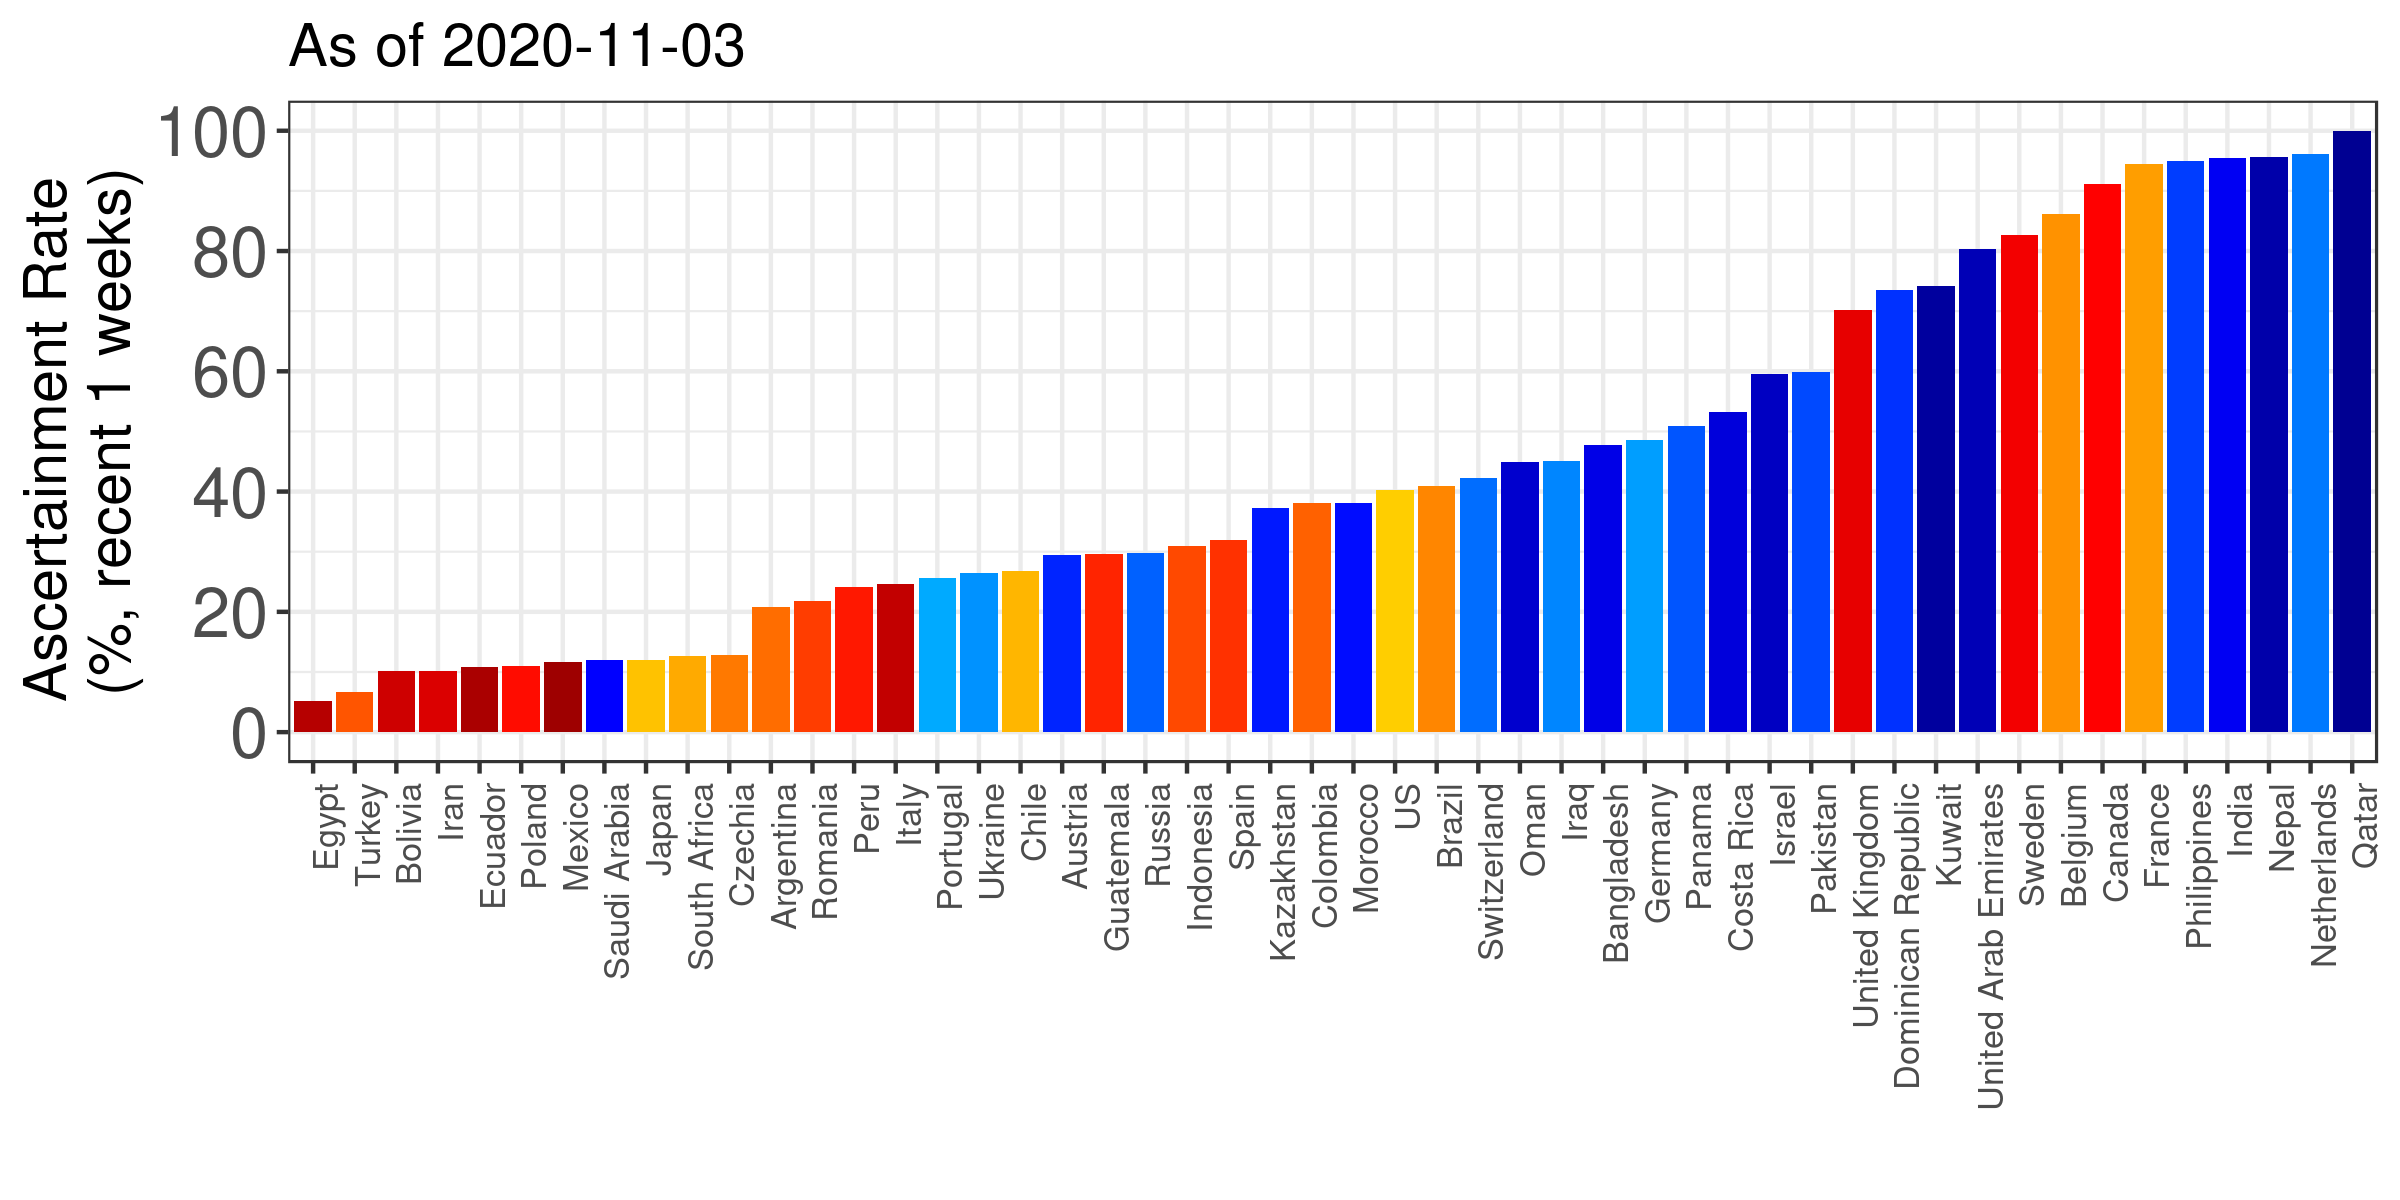 As of 2020-11-03
Ascertainment Rate
(%, recent 1 weeks)
100
80
60
40
20
0
Egypt
Turkey
Bolivia
Iran
Ecuador
Poland
Mexico
Saudi Arabia
Japan
South Africa
Czechia
Argentina
Romania
Peru
Italy
Portugal
Ukraine
Chile
Austria
Guatemala
Russia
Indonesia
Spain
Kazakhstan
Colombia
Morocco
US
Brazil
Switzerland
Oman
Iraq
Bangladesh
Germany
Panama
Costa Rica
Israel
Pakistan
United Kingdom
Dominican Republic
Kuwait
United Arab Emirates
Sweden
Belgium
Canada
France
Philippines
India
Nepal
Netherlands
Qatar